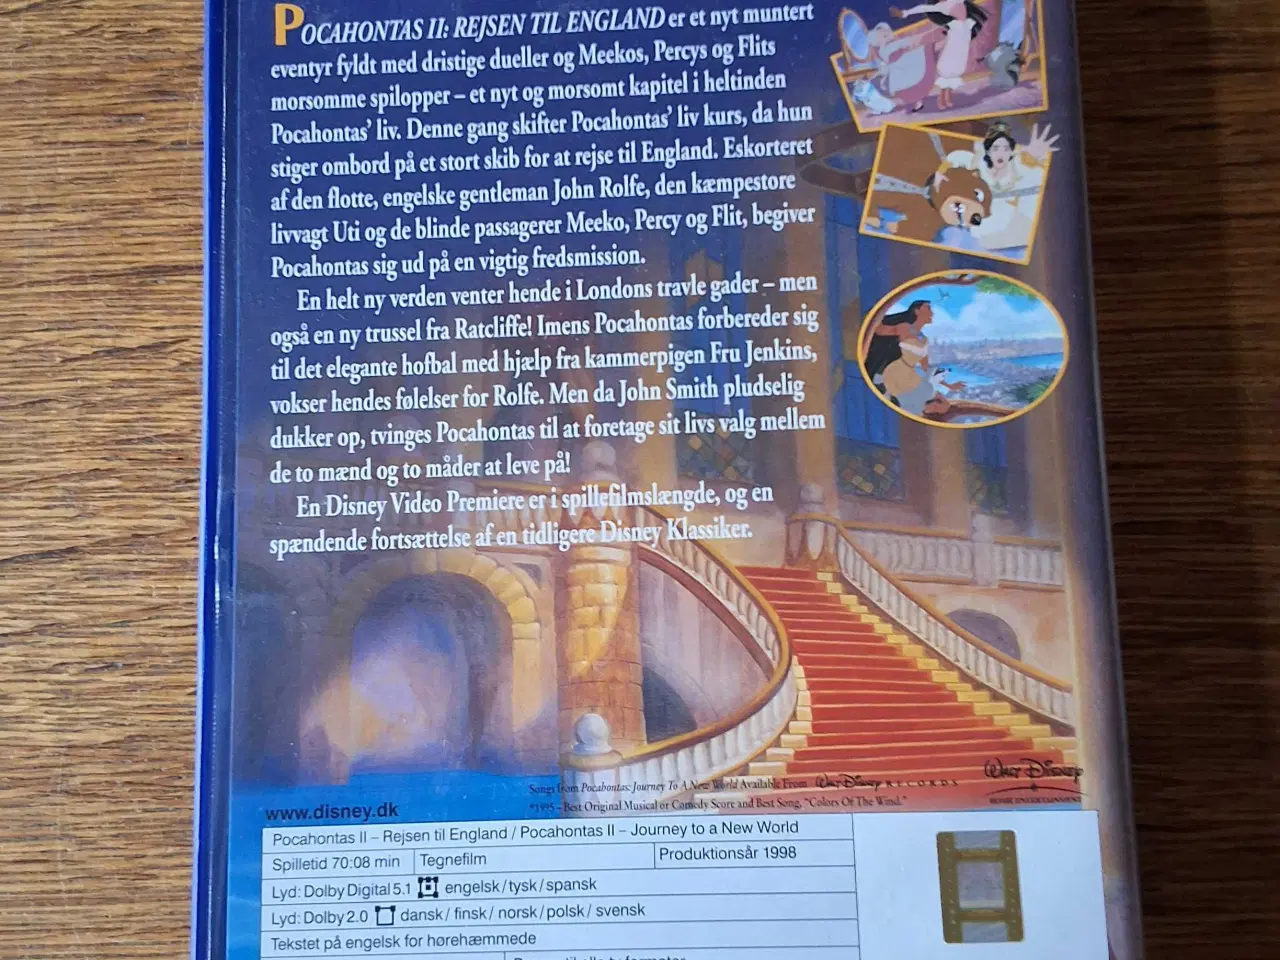 POCAHONTAS II: REJSEN TIL ENGLAND er et nyt muntert
eventyr fyldt med dristige dueller og Meekos, Percys og Flits
morsomme spilopper – et nyt og morsomt kapitel i heltinden
Pocahontas' liv. Denne gang skifter Pocahontas' liv kurs, da hun
stiger ombord på et stort skib for at rejse til England. Eskorteret
af den flotte, engelske gentleman John Rolfe, den kæmpestore
livvagt Uti og de blinde passagerer Meeko, Percy og Flit, begiver
Pocahontas sig ud på en vigtig fredsmission.
En helt ny verden venter hende i Londons travle gader – men
også en ny trussel fra Ratcliffe! Imens Pocahontas forbereder sig
til det elegante hofbal med hjælp fra kammerpigen Fru Jenkins,
vokser hendes følelser for Rolfe. Men da John Smith pludselig
dukker op, tvinges Pocahontas til at foretage sit livs valg mellem
de to mænd og to måder at leve på!
En Disney Video Premiere er i spillefilmslængde, og en
spændende fortsættelse af en tidligere Disney Klassiker.
Songs from Pocahontas: Journey To A New World Available From Walt Disney RECORDS
*1995 – Best Original Musical or Comedy Score and Best Song, "Colors Of The Wind."
Walt Disney
HOME ENTERTAINMENT
www.disney.dk
Pocahontas II – Rejsen til England / Pocahontas II – Journey to a New World
Spilletid 70:08 min
Tegnefilm
Produktionsår 1998
Lyd: Dolby Digital 5.1 engelsk / tysk / spansk
Lyd: Dolby 2.0 dansk / finsk / norsk / polsk / svensk
Tekstet på engelsk for hørehæmmede